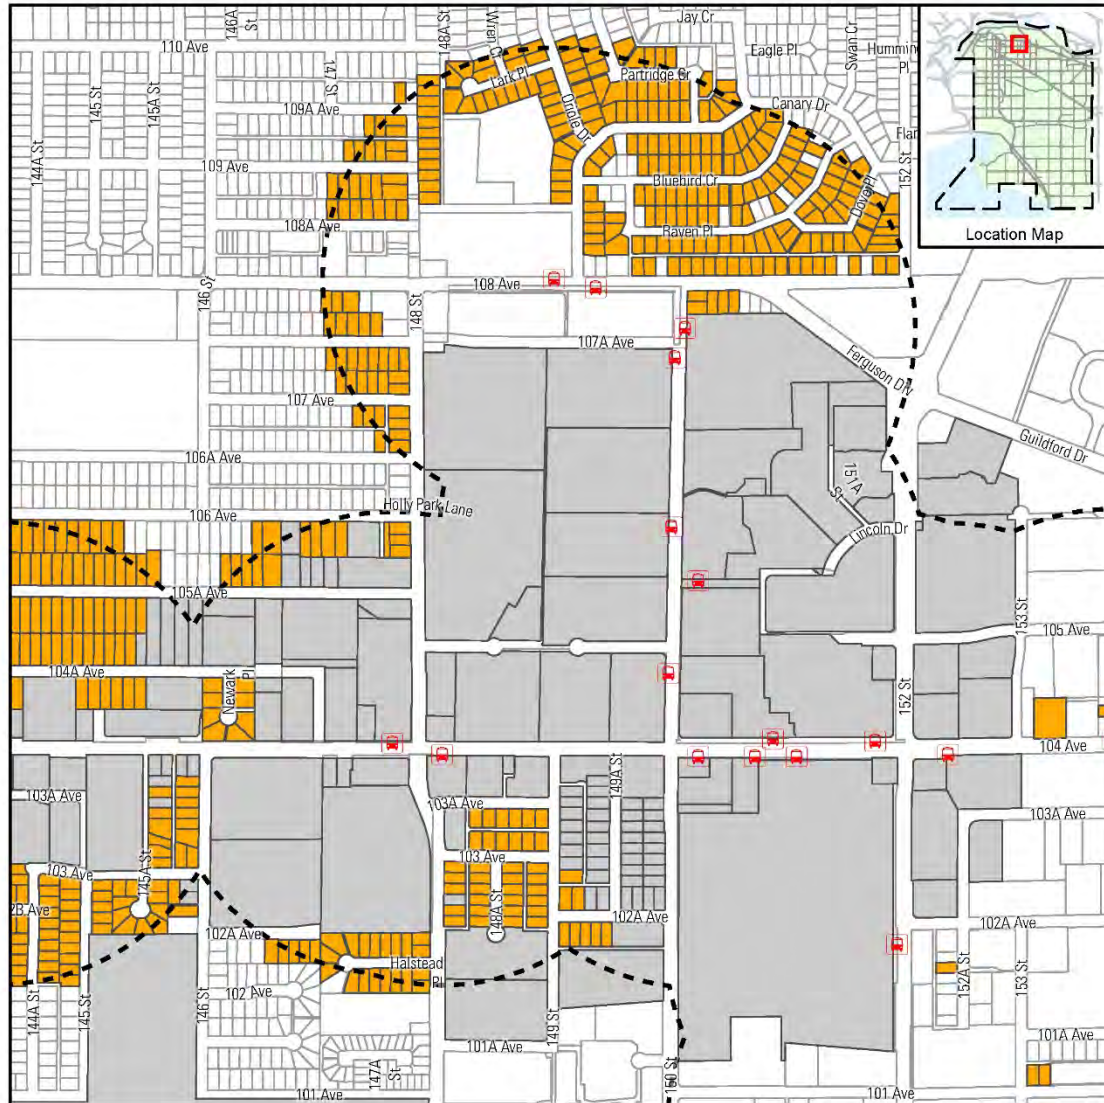 146A St
148A St
Wren Cr
Jay Cr
110 Ave
Eagle Pl
Swan Cr
Lark Pl
Partridge Cr
147 St
145 St
145A St
109A Ave
Oriole Dr
Canary Dr
144A St
109 Ave
152 St
Bluebird Cr
Dove Pl
108A Ave
Raven Pl
Location Map
146 St
108 Ave
148 St
107A Ave
Ferguson Div
107 Ave
Guildford Dr
106A Ave
151A St
Holly Park Lane
106 Ave
Lincoln Dr
105A Ave
153 St
105 Ave
104A Ave
Newark Pl
152 St
104 Ave
149A St
103A Ave
103A Ave
103A Ave
103 Ave
103 Ave
145A St
148A St
2B Ave
102A Ave
102A Ave
102A Ave
Halstead Pl
102 Ave
152A St
153 St
144A St
145 St
146 St
149 St
101A Ave
101A Ave
147A St
150 St
101 Ave
101 Ave